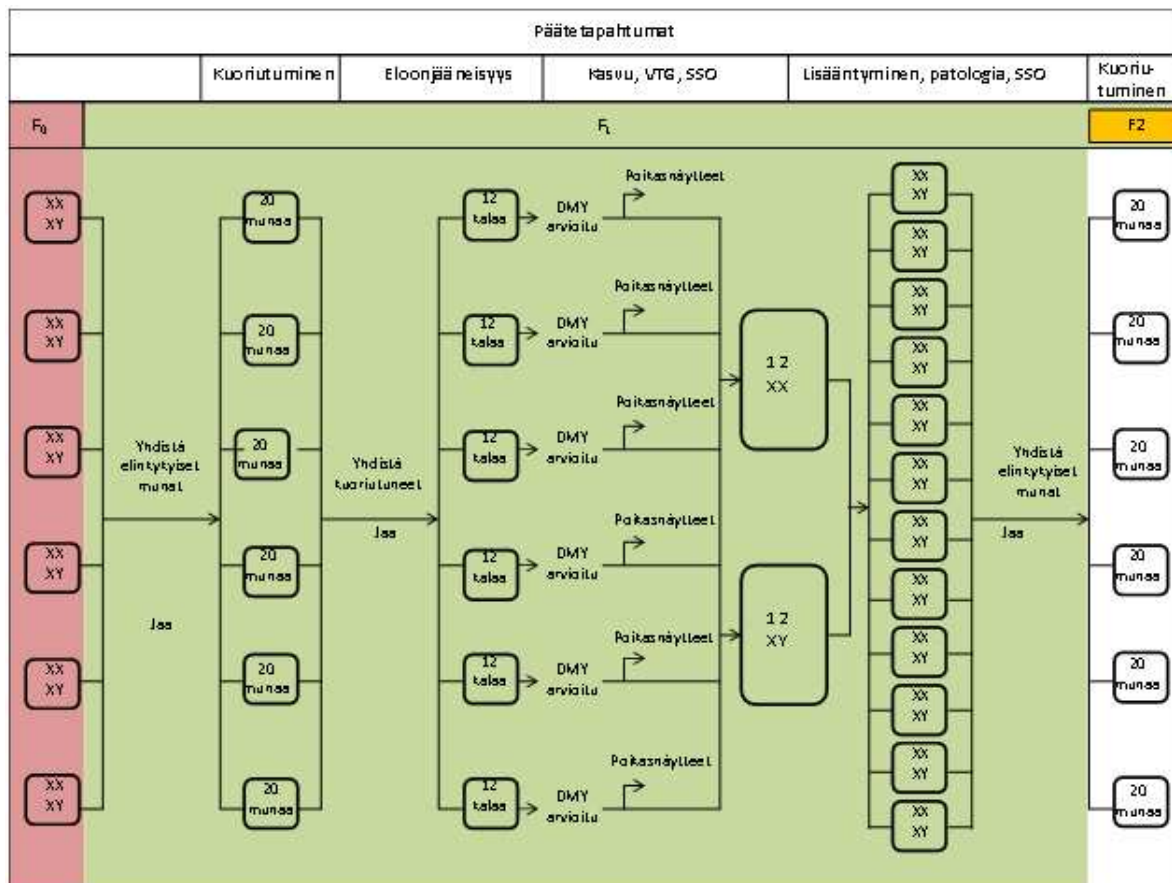 Päätetapahtumat
Kuoriutuminen
Eloonjääneisyys
Kasvu, VTG, SSO
Lisääntyminen, patologia, SSO
Kuoriu-
tuminen
F0
F1
F2
XX
XY
XX
XY
XX
XY
XX
XY
XX
XY
XX
XY
Yhdistä
elinkykyiset
munat
Jaa
20
munaa
20
munaa
20
munaa
20
munaa
20
munaa
20
munaa
Yhdistä
kuoriutuneet
Jaa
12
kalaa
12
kalaa
12
kalaa
12
kalaa
12
kalaa
12
kalaa
DMY
arvioitu
DMY
arvioitu
DMY
arvioitu
DMY
arvioitu
DMY
arvioitu
DMY
arvioitu
Poikasnäytteet
Poikasnäytteet
Poikasnäytteet
Poikasnäytteet
Poikasnäytteet
Poikasnäytteet
12
XX
12
XY
XX
XY
XX
XY
XX
XY
XX
XY
XX
XY
XX
XY
XX
XY
XX
XY
XX
XY
XX
XY
XX
XY
XX
XY
Yhdistä
elinkykyiset
munat
Jaa
20
munaa
20
munaa
20
munaa
20
munaa
20
munaa
20
munaa